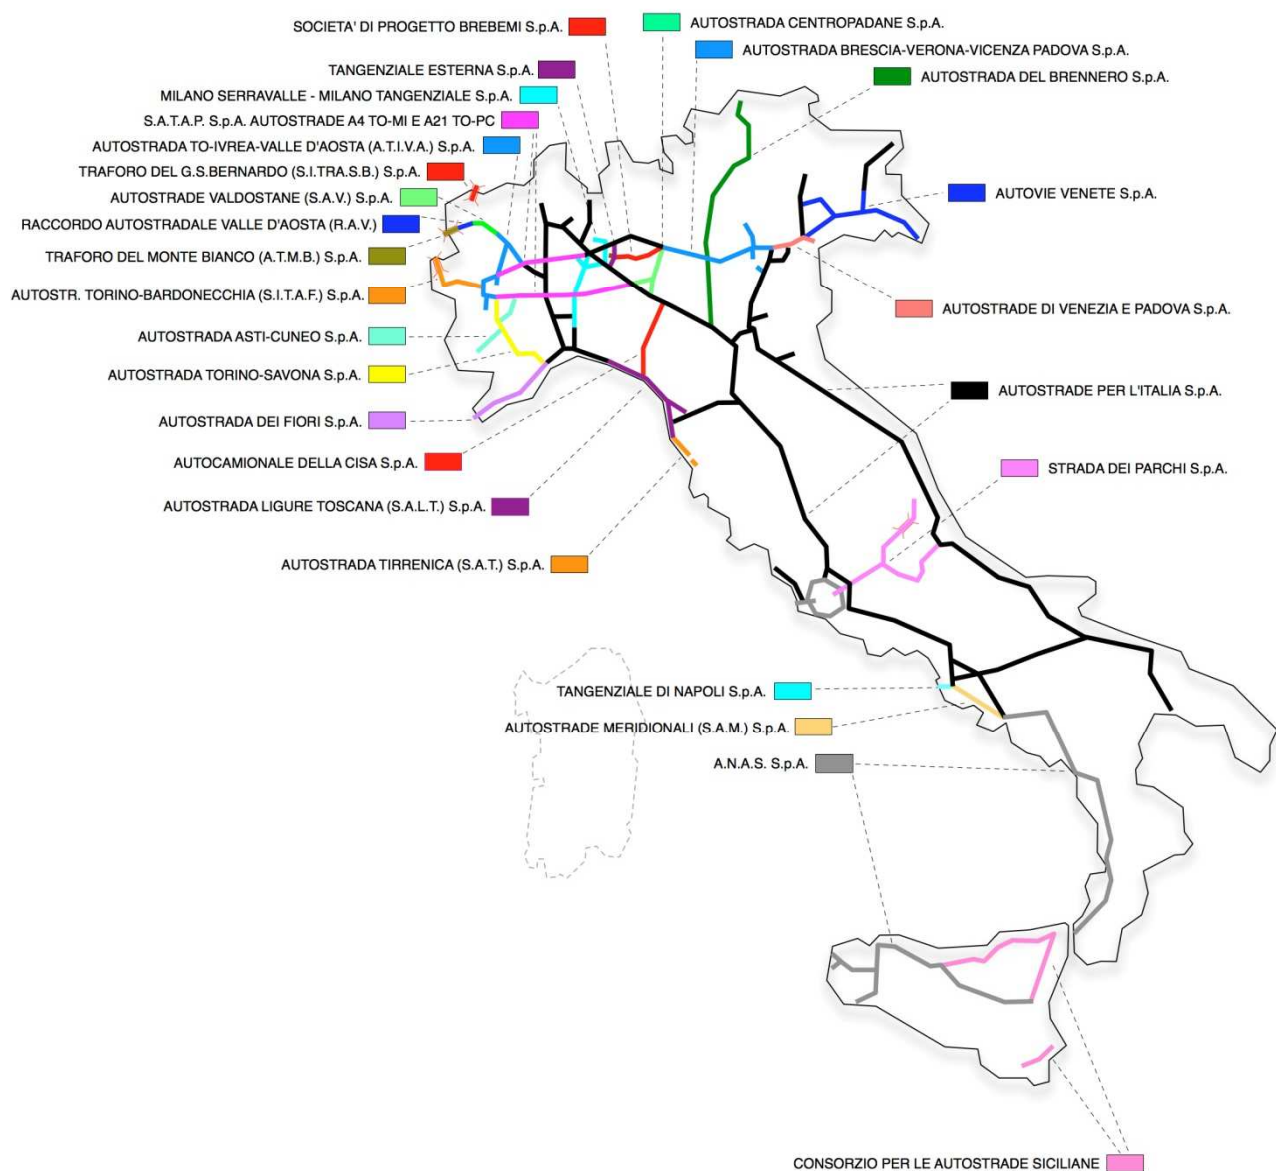 SOCIETA' DI PROGETTO BREBEMI S.p.A.
AUTOSTRADA CENTROPADANE S.p.A.
AUTOSTRADA BRESCIA-VERONA-VICENZA PADOVA S.p.A.
TANGENZIALE ESTERNA S.p.A.
AUTOSTRADA DEL BRENNERO S.p.A.
MILANO SERRAVALLE - MILANO TANGENZIALE S.p.A.
S.A.T.A.P. S.p.A. AUTOSTRADE A4 TO-MI E A21 TO-PC
AUTOSTRADA TO-IVREA-VALLE D'AOSTA (A.T.I.V.A.) S.p.A.
TRAFORO DEL G.S.BERNARDO (S.I.TRA.S.B.) S.p.A.
AUTOSTRADE VALDOSTANE (S.A.V.) S.p.A.
AUTOVIE VENETE S.p.A.
RACCORDO AUTOSTRADALE VALLE D'AOSTA (R.A.V.)
TRAFORO DEL MONTE BIANCO (A.T.M.B.) S.p.A.
AUTOSTR. TORINO-BARDONECCHIA (S.I.T.A.F.) S.p.A.
AUTOSTRADE DI VENEZIA E PADOVA S.p.A.
AUTOSTRADA ASTI-CUNEO S.p.A.
AUTOSTRADA TORINO-SAVONA S.p.A.
AUTOSTRADE PER L'ITALIA S.p.A.
AUTOSTRADA DEI FIORI S.p.A.
AUTOCAMIONALE DELLA CISA S.p.A.
STRADA DEI PARCHI S.p.A.
AUTOSTRADA LIGURE TOSCANA (S.A.L.T.) S.p.A.
AUTOSTRADA TIRRENICA (S.A.T.) S.p.A.
TANGENZIALE DI NAPOLI S.p.A.
AUTOSTRADE MERIDIONALI (S.A.M.) S.p.A.
A.N.A.S. S.p.A.
CONSORZIO PER LE AUTOSTRADE SICILIANE